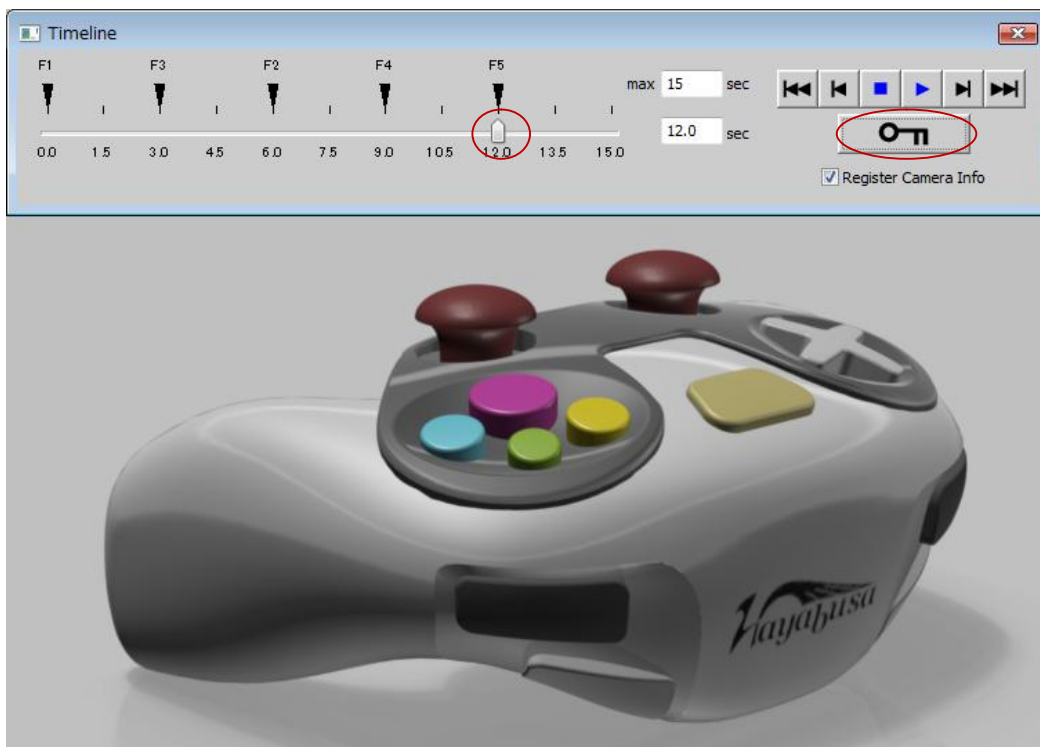 Timeline
F1 F3 F2 F4 F5
max 15 sec
12.0 sec
0.0 1.5 3.0 4.5 6.0 7.5 9.0 10.5 12.0 13.5 15.0
Register Camera Info
Hayabusa